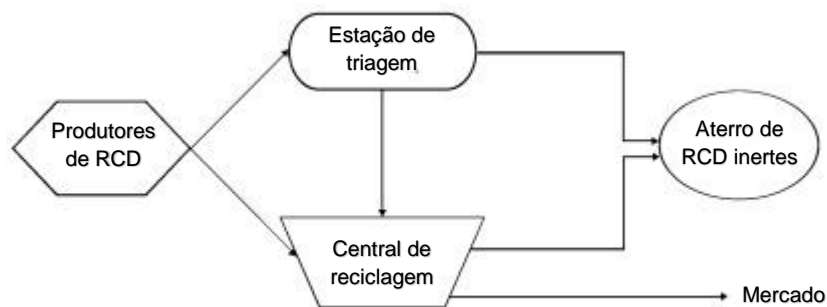 Estação de
triagem
Produtores
de RCD
Aterro de
RCD inertes
Central de
reciclagem
Mercado